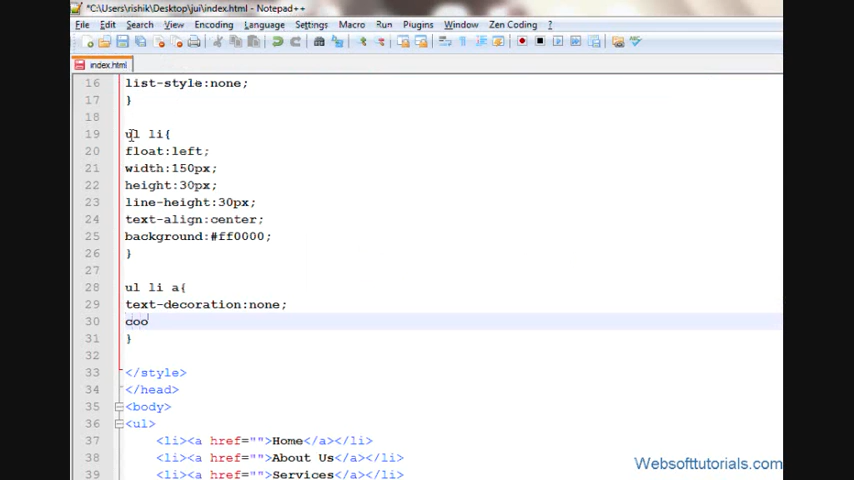 *C:\Users\rishik\Desktop\jui\index.html - Notepad++
File Edit Search View Encoding Language Settings Macro Run Plugins Window Zen Coding ?
index.html
16 list-style:none;
17 }
18
19 ul li{
20 float:left;
21 width:150px;
22 height:30px;
23 line-height:30px;
24 text-align:center;
25 background:#ff0000;
26 }
27
28 ul li a{
29 text-decoration:none;
30 coo
31 }
32
33 </style>
34 </head>
35 <body>
36 <ul>
37 <li><a href="">Home</a></li>
38 <li><a href="">About Us</a></li>
39 <li><a href="">Services</a></li>
Websofttutorials.com